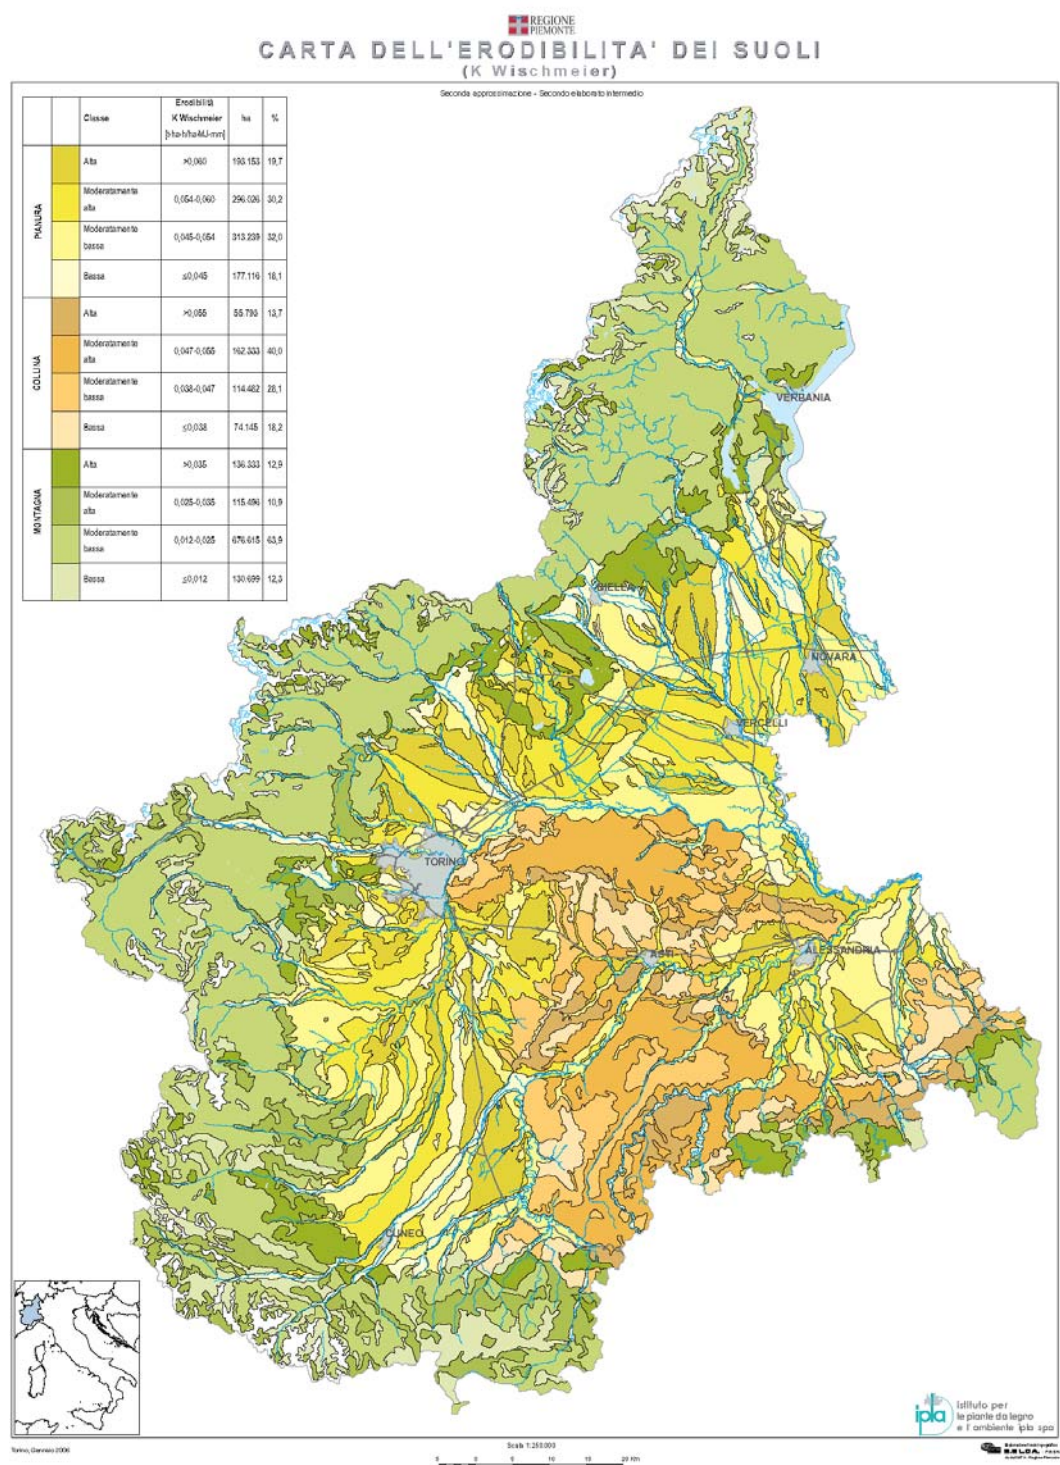 REGIONE
PIEMONTE
CARTA DELL'ERODIBILITA' DEI SUOLI
(K Wischmeier)
Seconda approssimazione - Secondo elaborato intermedio
Classe
Erodibilità
K Wischmeier
ha
%
PIANURA
Alta >0,060 193.153 19,7
Moderatamente
alta 0,054-0,060 296.026 30,2
Moderatamente
bassa 0,045-0,054 313.239 32,0
Bassa ≤0,045 177.116 18,1
COLLINA
Alta >0,055 55.793 13,7
Moderatamente
alta 0,047-0,055 162.333 40,0
Moderatamente
bassa 0,038-0,047 114.482 28,1
Bassa ≤0,038 74.145 18,2
MONTAGNA
Alta >0,035 136.333 12,9
Moderatamente
alta 0,025-0,035 115.496 10,9
Moderatamente
bassa 0,012-0,025 676.615 63,9
Bassa ≤0,012 130.699 12,3
VERBANIA
BIELLA
NOVARA
VERCELLI
TORINO
ASTI
ALESSANDRIA
CUNEO
ipla
Istituto per
le piante da legno
e l'ambiente ipla spa
Torino, Gennaio 2006
Scala 1:250.000
20 Km